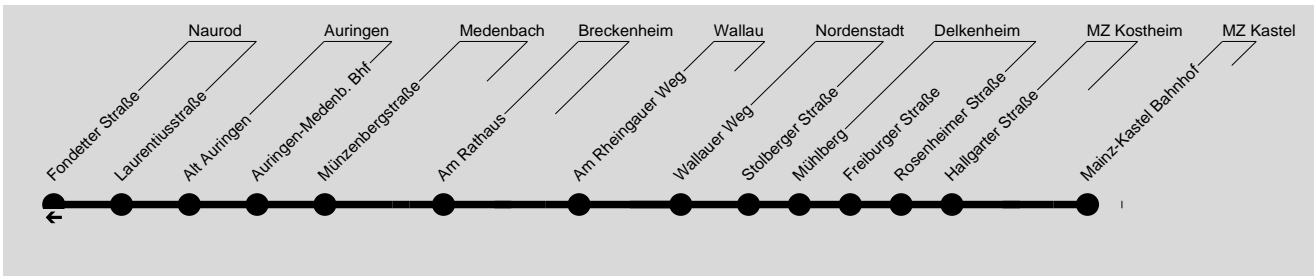 Naurod
Auringen
Medenbach
Breckenheim
Wallau
Nordenstadt
Delkenheim
MZ Kostheim
MZ Kastel
Fondetter Straße
Laurentiusstraße
Alt Auringen
Auringen-Medenb. Bhf
Münzenbergstraße
Am Rathaus
Am Rheingauer Weg
Wallauer Weg
Stolberger Straße
Mühlberg
Freiburger Straße
Rosenheimer Straße
Hallgarter Straße
Mainz-Kastel Bahnhof